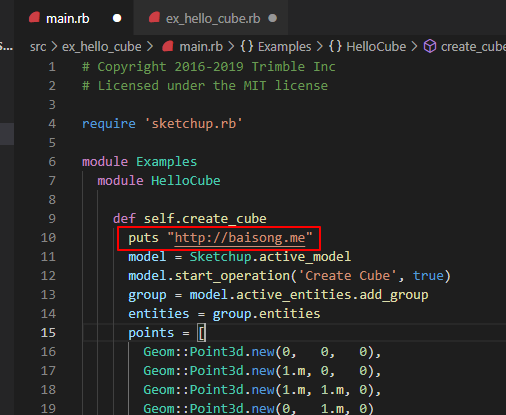 main.rb
ex_hello_cube.rb
S...
src > ex_hello_cube > main.rb > {} Examples > {} HelloCube > create_cube
1 # Copyright 2016-2019 Trimble Inc
2 # Licensed under the MIT license
3
4 require 'sketchup.rb'
5
6 module Examples
7 module HelloCube
8
9 def self.create_cube
10 puts "http://baisong.me"
11 model = Sketchup.active_model
12 model.start_operation('Create Cube', true)
13 group = model.active_entities.add_group
14 entities = group.entities
15 points = [
16 Geom::Point3d.new(0, 0, 0),
17 Geom::Point3d.new(1.m, 0, 0),
18 Geom::Point3d.new(1.m, 1.m, 0),
19 Geom::Point3d.new(0, 1.m, 0)